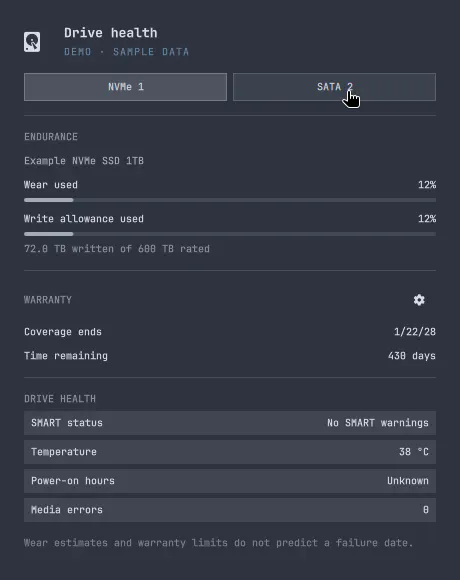 Drive health
DEMO · SAMPLE DATA
NVMe 1
SATA 2
ENDURANCE
Example NVMe SSD 1TB
Wear used 12%
Write allowance used 12%
72.0 TB written of 600 TB rated
WARRANTY
Coverage ends 1/22/28
Time remaining 430 days
DRIVE HEALTH
SMART status No SMART warnings
Temperature 38 °C
Power-on hours Unknown
Media errors 0
Wear estimates and warranty limits do not predict a failure date.